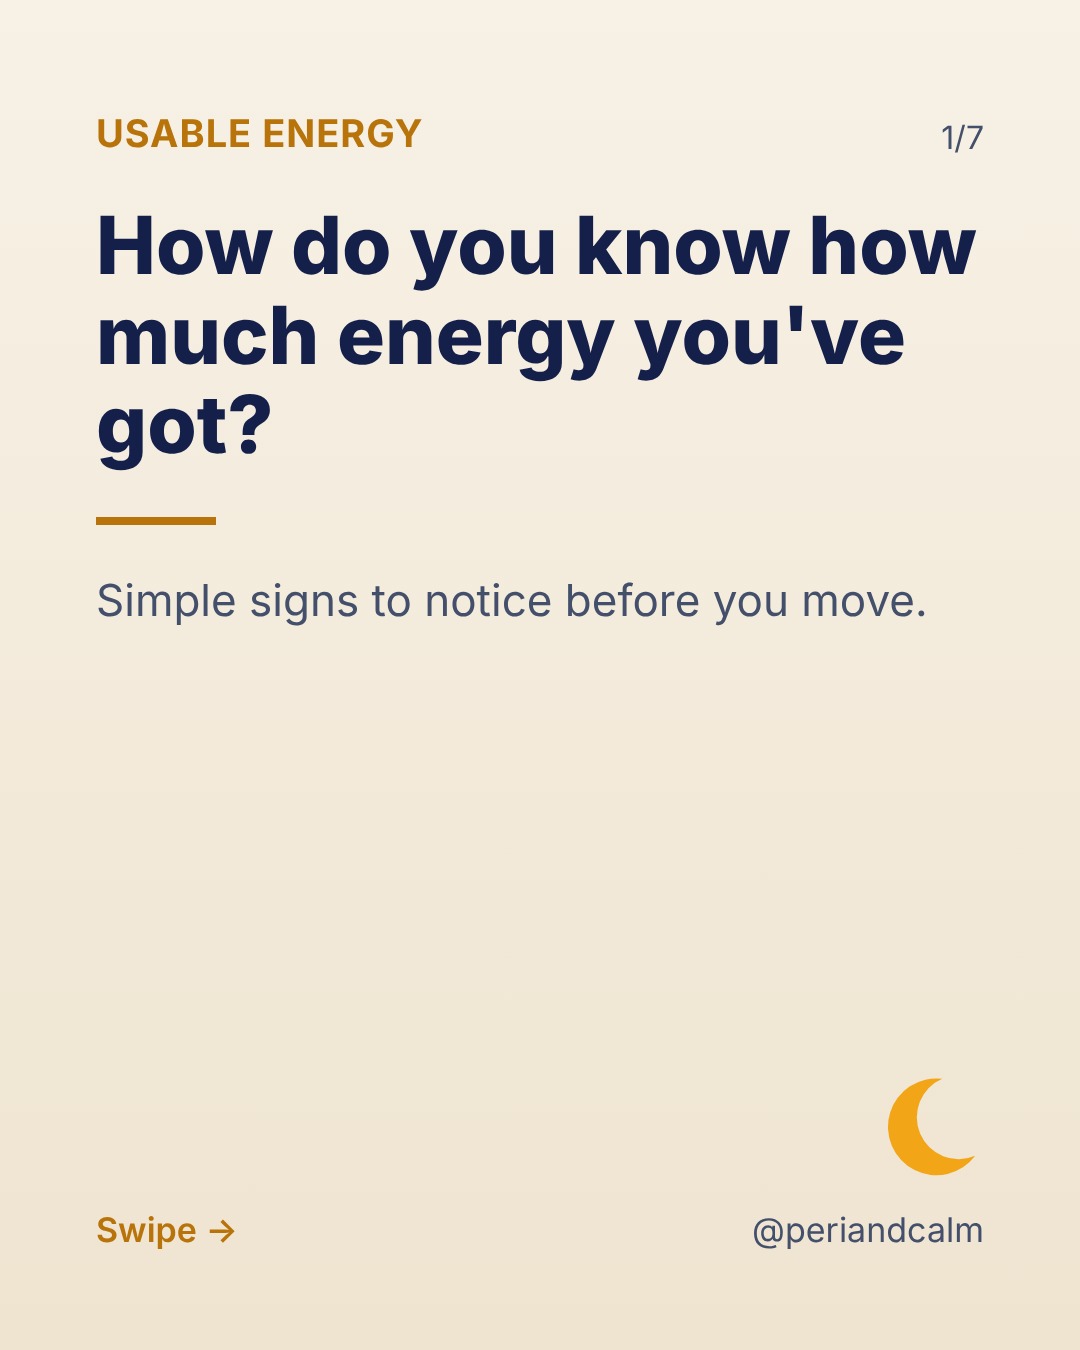 USABLE ENERGY
1/7
How do you know how
much energy you've
got?
Simple signs to notice before you move.
Swipe →
@periandcalm